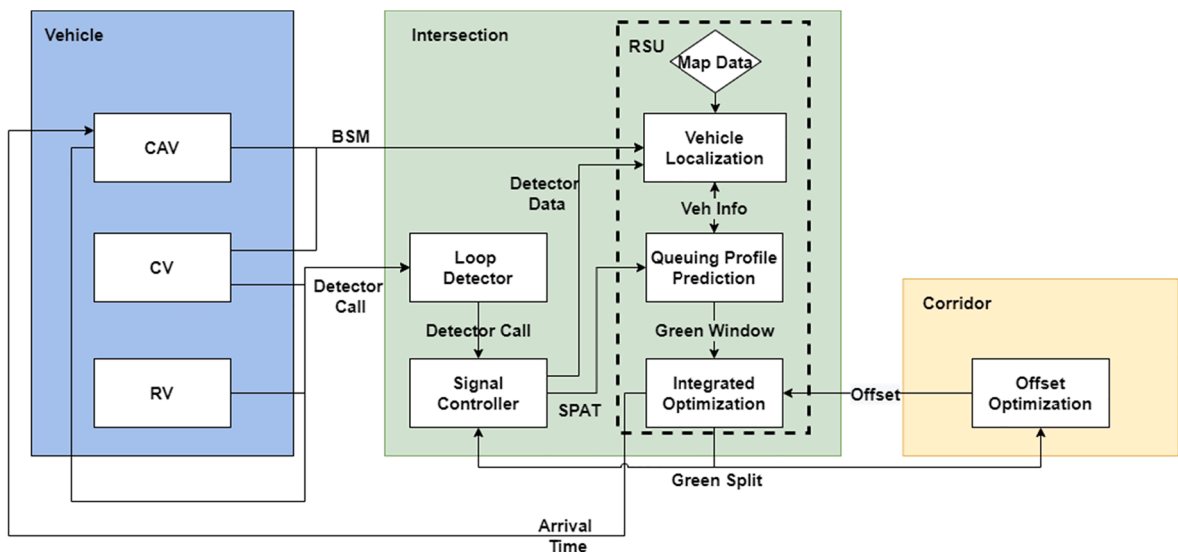 Vehicle
Intersection
RSU
Map Data
CAV
BSM
Vehicle
Localization
Detector
Data
Veh Info
CV
Loop
Detector
Queuing Profile
Prediction
Detector
Call
Corridor
Detector Call
Green Window
RV
Signal
Controller
SPAT
Integrated
Optimization
Offset
Offset
Optimization
Green Split
Arrival
Time